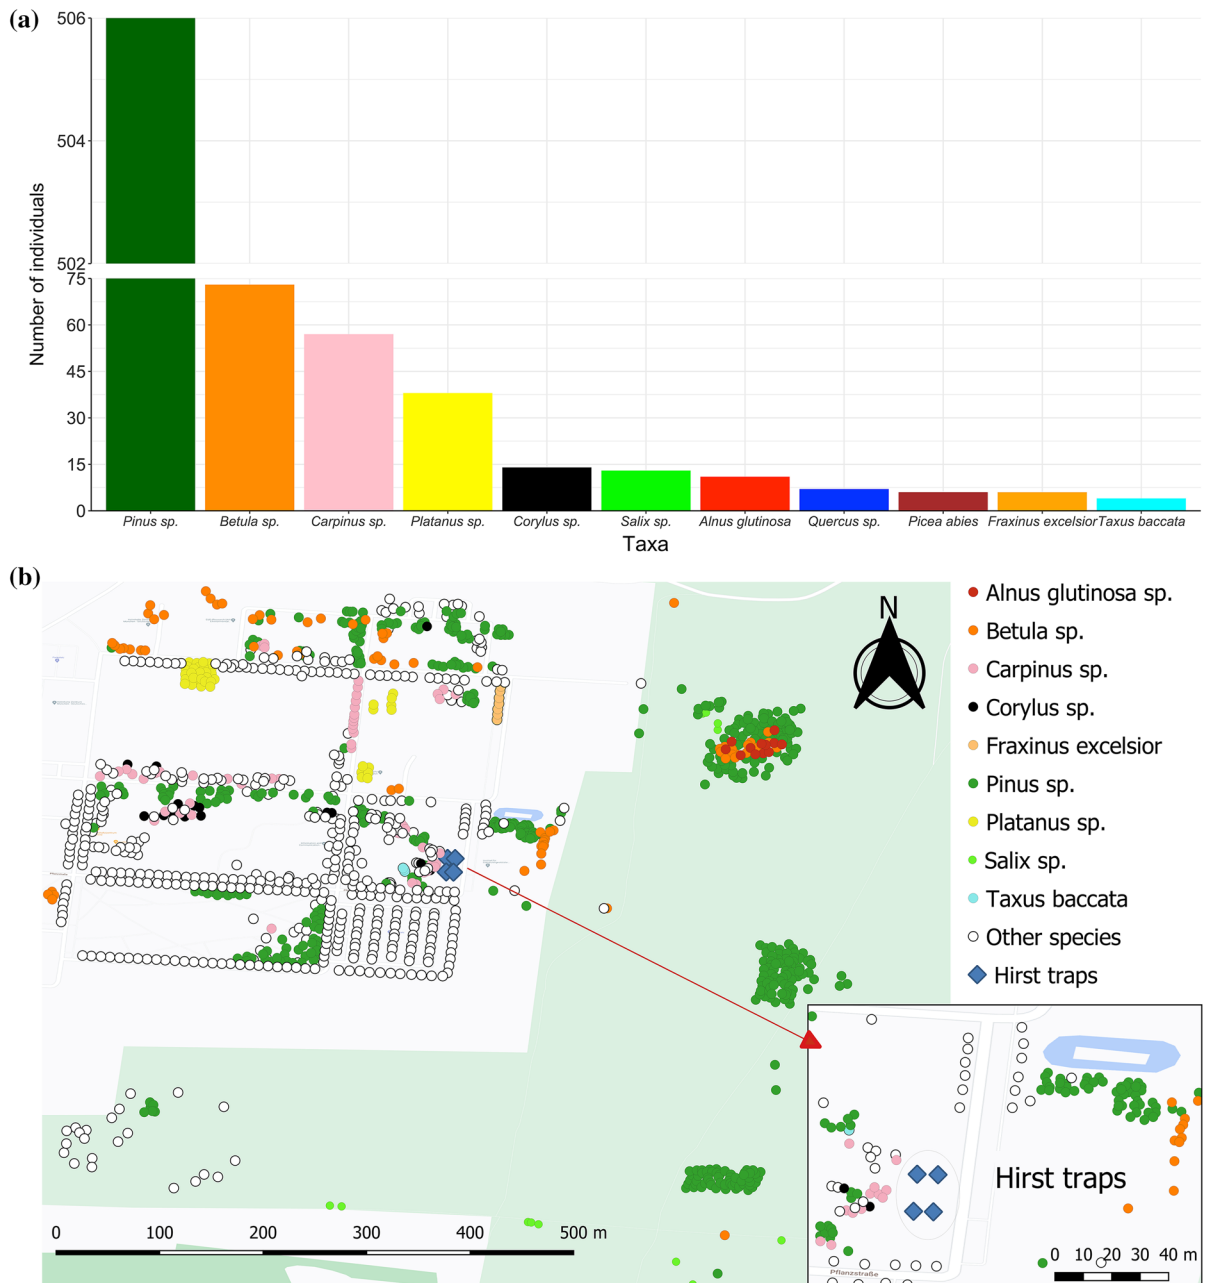 (a)
506
504
502
75
60
45
30
15
0
Number of individuals
Pinus sp.
Betula sp.
Carpinus sp.
Platanus sp.
Corylus sp.
Salix sp.
Alnus glutinosa
Quercus sp.
Picea abies
Fraxinus excelsior
Taxus baccata
Taxa
(b)
N
Alnus glutinosa sp.
Betula sp.
Carpinus sp.
Corylus sp.
Fraxinus excelsior
Pinus sp.
Platanus sp.
Salix sp.
Taxus baccata
Other species
Hirst traps
0 100 200 300 400 500 m
Hirst traps
0 10 20 30 40 m
Pflanzstraße